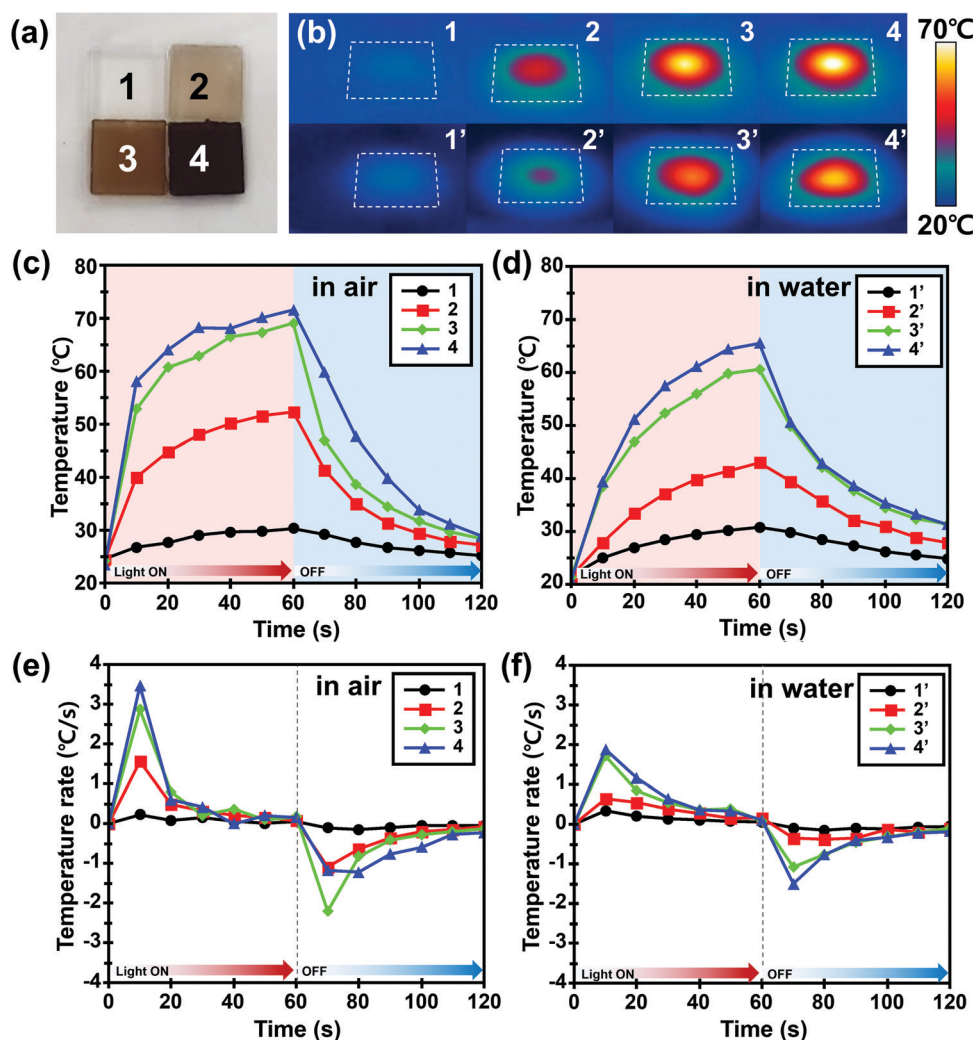 (a)
1 2
3 4
(b)
1 2 3 4
1’ 2’ 3’ 4’
70℃
20℃
(c)
in air
1
2
3
4
Temperature (℃)
80
70
60
50
40
30
20
Light ON OFF
0 20 40 60 80 100 120
Time (s)
(d)
in water
1’
2’
3’
4’
Temperature (℃)
80
70
60
50
40
30
20
Light ON OFF
0 20 40 60 80 100 120
Time (s)
(e)
in air
1
2
3
4
Temperature rate (℃/s)
4
3
2
1
0
-1
-2
-3
-4
Light ON OFF
0 20 40 60 80 100 120
Time (s)
(f)
in water
1’
2’
3’
4’
Temperature rate (℃/s)
4
3
2
1
0
-1
-2
-3
-4
Light ON OFF
0 20 40 60 80 100 120
Time (s)